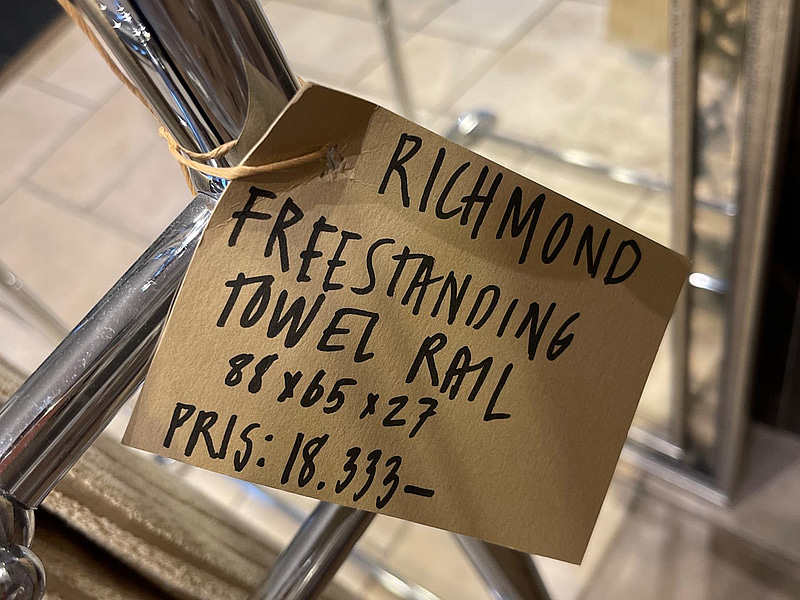 RICHMOND
FREESTANDING
TOWEL RAIL
88x65x27
PRIS: 18.333-